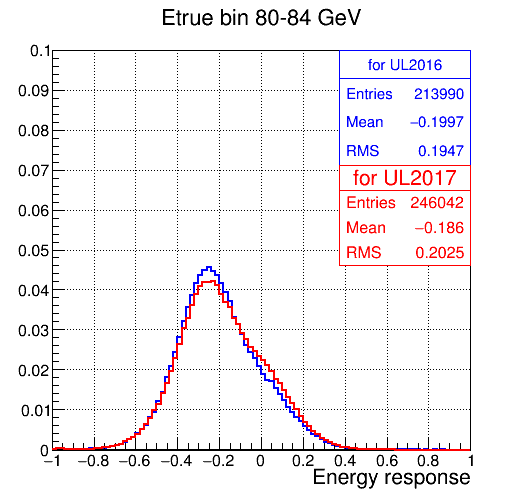 Etrue bin 80-84 GeV
for UL2016
Entries 213990
Mean −0.1997
RMS 0.1947
for UL2017
Entries 246042
Mean −0.186
RMS 0.2025
0.1
0.09
0.08
0.07
0.06
0.05
0.04
0.03
0.02
0.01
0
−1 −0.8 −0.6 −0.4 −0.2 0 0.2 0.4 0.6 0.8 1
Energy response